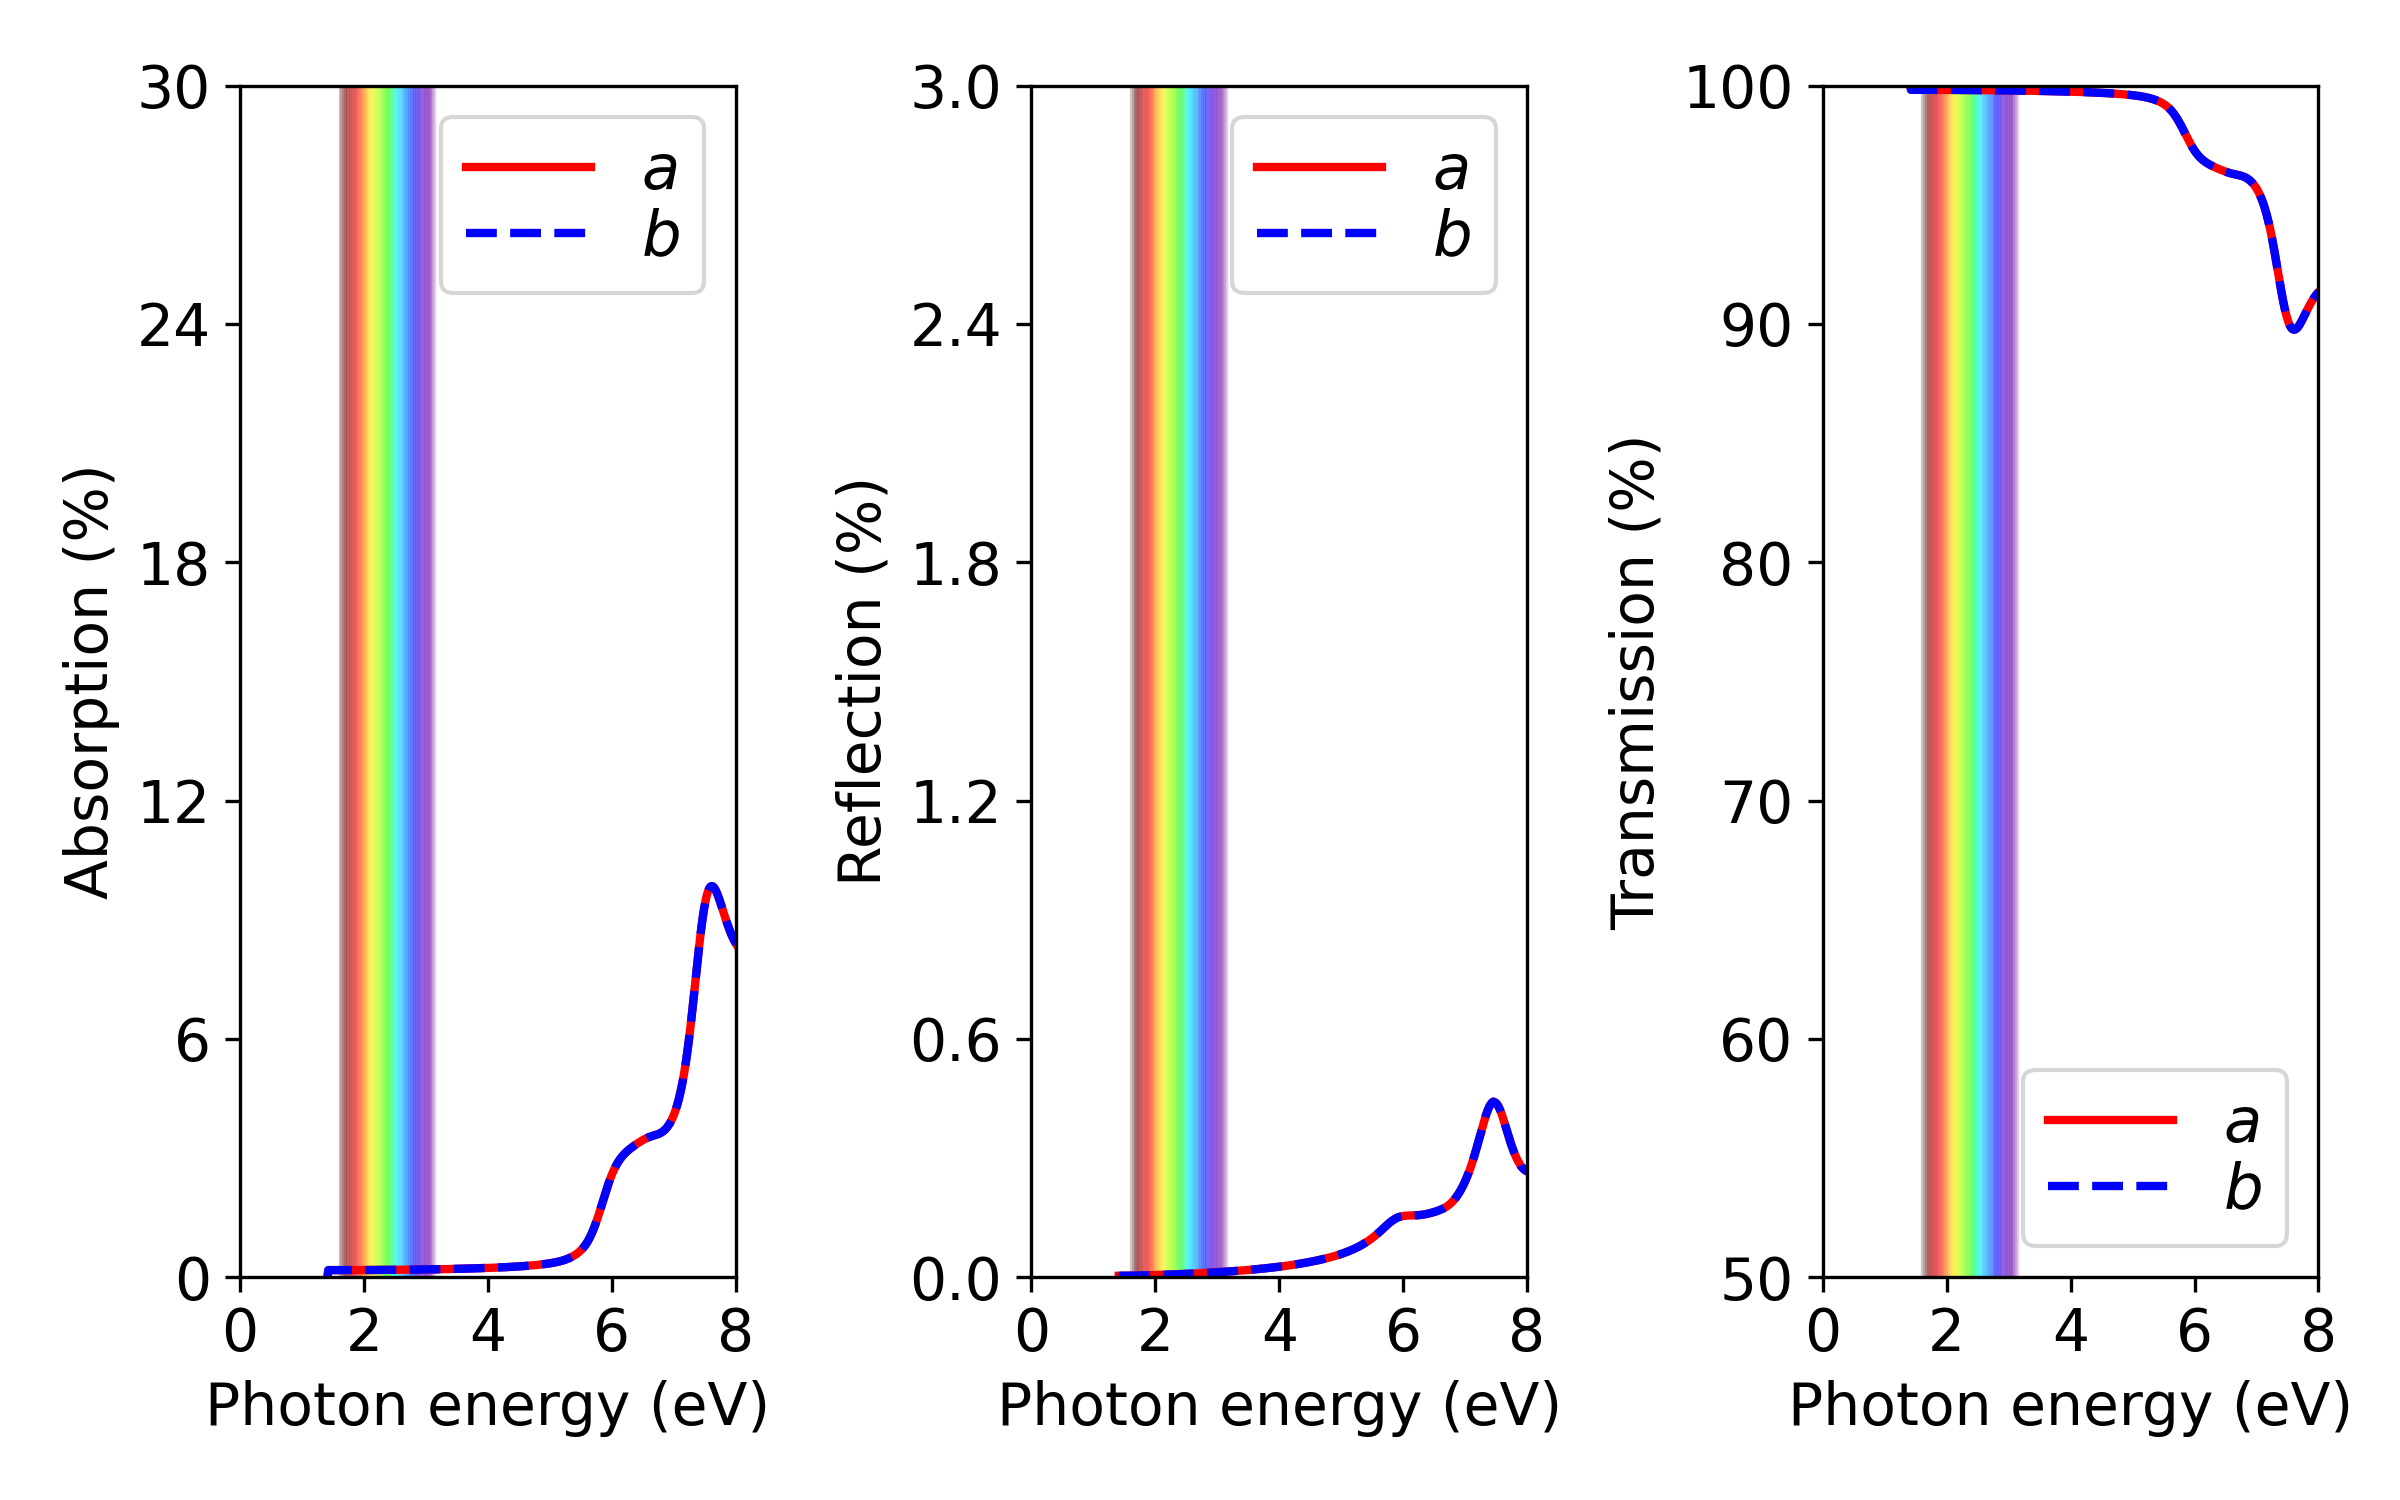 Absorption (%)
30
24
18
12
6
0
0 2 4 6 8
Photon energy (eV)
a
b
Reflection (%)
3.0
2.4
1.8
1.2
0.6
0.0
0 2 4 6 8
Photon energy (eV)
a
b
Transmission (%)
100
90
80
70
60
50
0 2 4 6 8
Photon energy (eV)
a
b